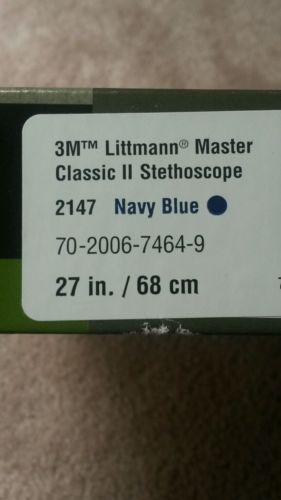 3M™ Littmann® Master
Classic II Stethoscope
2147 Navy Blue
70-2006-7464-9
27 in. / 68 cm